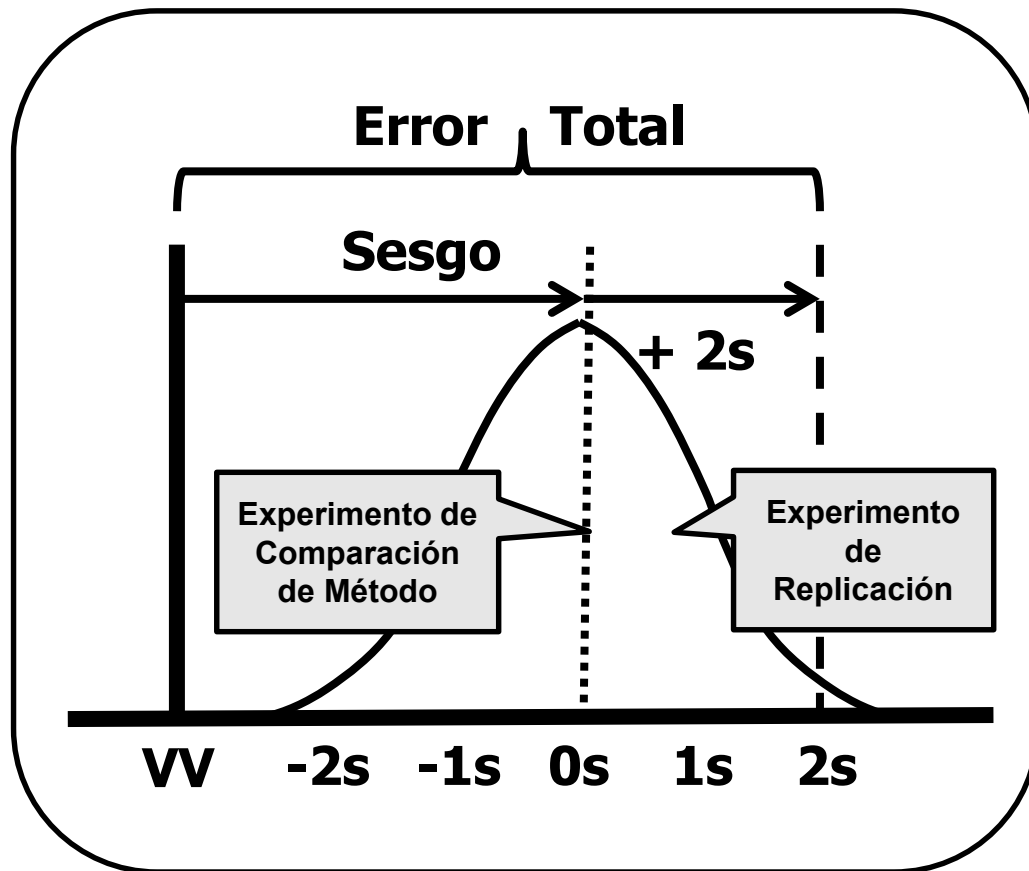 Error Total
Sesgo
+ 2s
Experimento de
Comparación
de Método
Experimento
de
Replicación
VV -2s -1s 0s 1s 2s